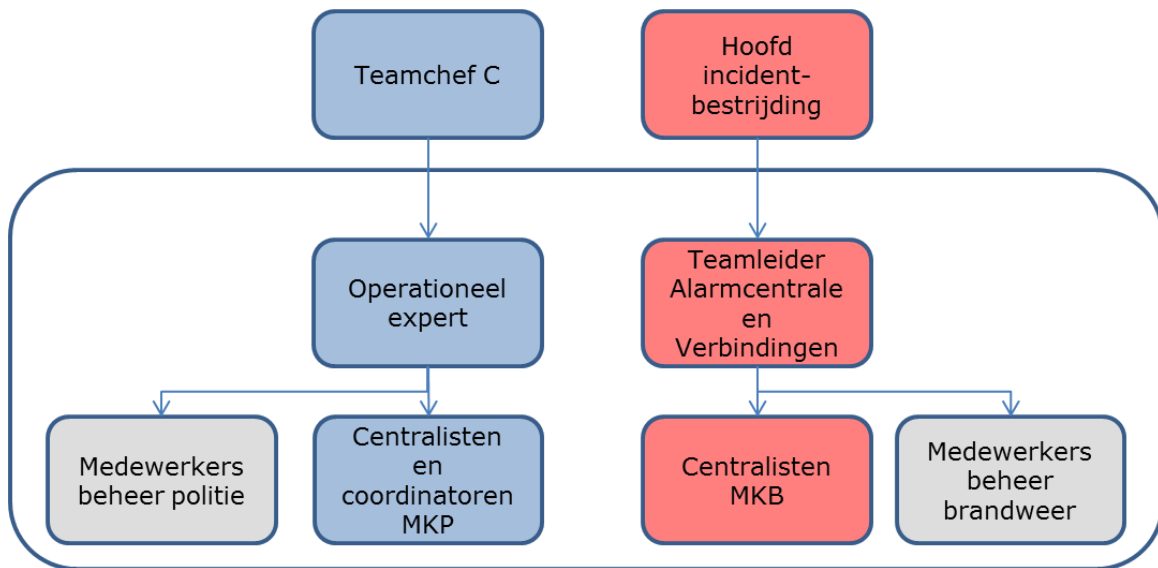 Teamchef C
Hoofd
incident-
bestrijding
Operationeel
expert
Teamleider
Alarmcentrale
en
Verbindingen
Medewerkers
beheer politie
Centralisten
en
coordinatoren
MKP
Centralisten
MKB
Medewerkers
beheer
brandweer